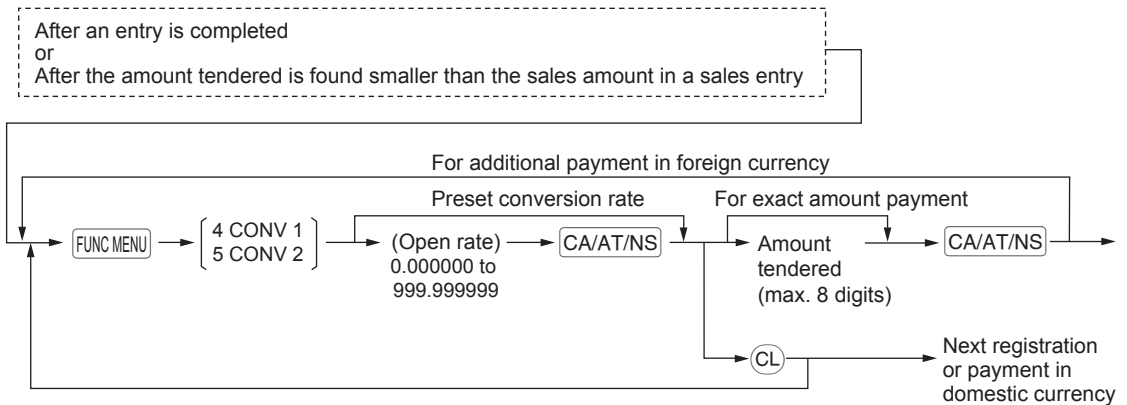 After an entry is completed
or
After the amount tendered is found smaller than the sales amount in a sales entry
For additional payment in foreign currency
Preset conversion rate
For exact amount payment
FUNC MENU
4 CONV 1
5 CONV 2
(Open rate)
0.000000 to
999.999999
CA/AT/NS
Amount
tendered
(max. 8 digits)
CA/AT/NS
CL
Next registration
or payment in
domestic currency